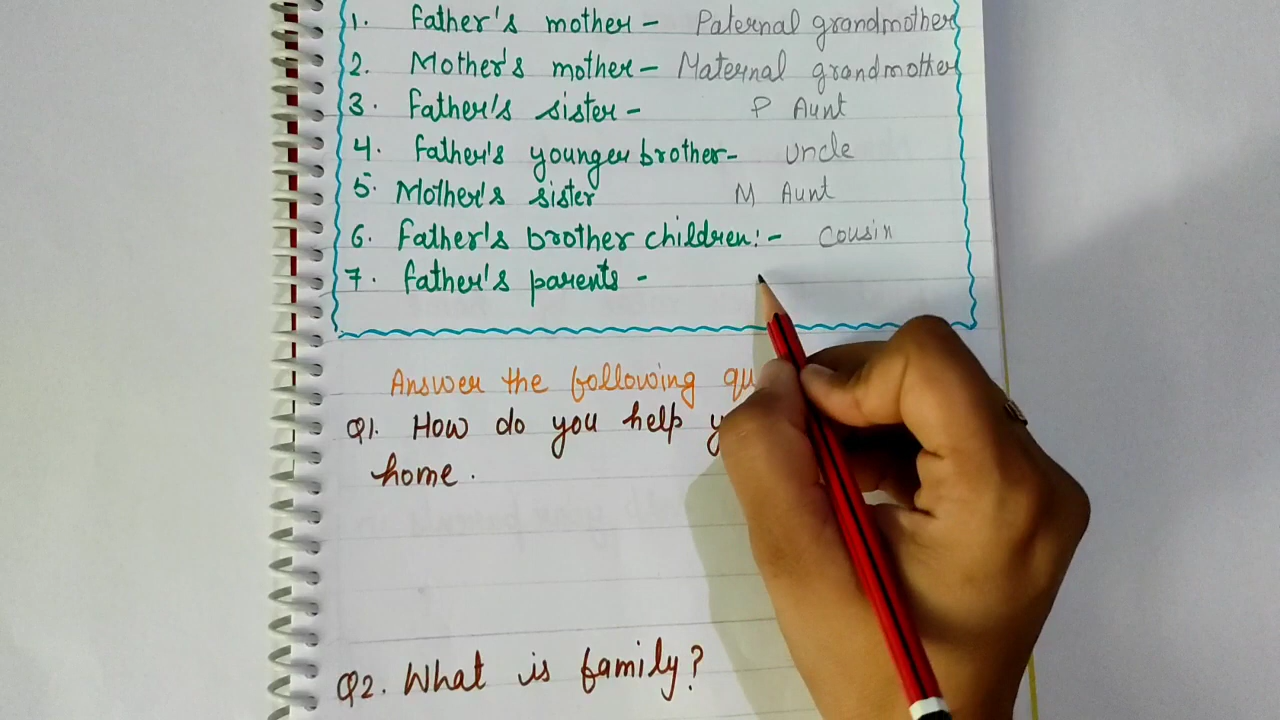 1. Father's mother - Paternal grandmother
2. Mother's mother - Maternal grandmother
3. Father's sister - P Aunt
4. Father's younger brother- Uncle
5. Mother's sister M Aunt
6. Father's brother children:- Cousin
7. Father's parents -
Answer the following
Q1. How do you help
home.
Q2. What is family?